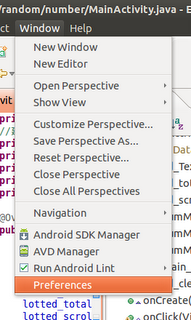 /random/number/MainActivity.java - E
ct Window Help
New Window
New Editor
Open Perspective
Show View
Customize Perspective...
Save Perspective As...
Reset Perspective...
Close Perspective
Close All Perspectives
Navigation
Android SDK Manager
AVD Manager
Run Android Lint
Preferences
lotted_total
lotted_scrol
onCreate(
onClick(Vi